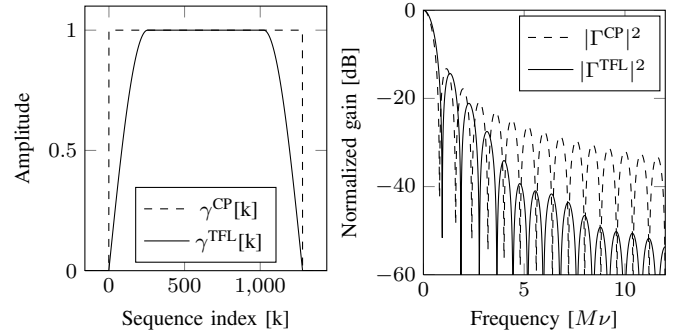 1
0.5
0
0
500
1,000
Amplitude
Sequence index [k]
γ^CP[k]
γ^TFL[k]
0
−20
−40
−60
0
5
10
Normalized gain [dB]
Frequency [Mν]
|Γ^CP|^2
|Γ^TFL|^2